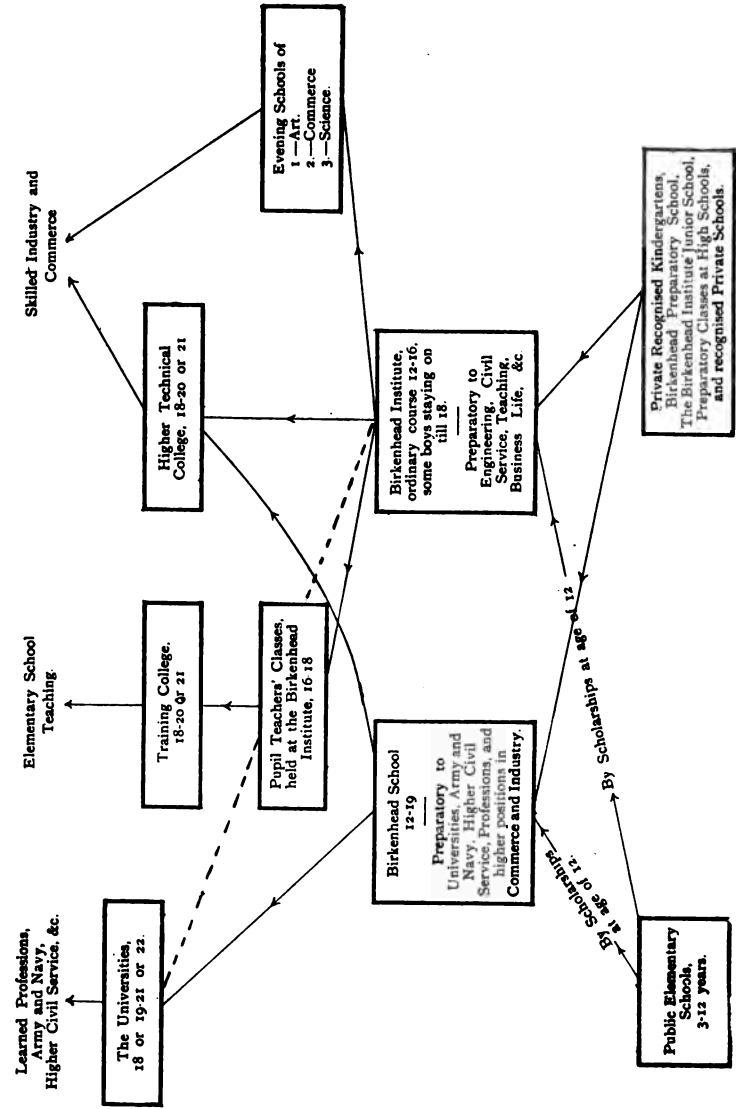 Learned Professions,
Army and Navy,
Higher Civil Service, &c.
Elementary School
Teaching.
Skilled Industry and
Commerce
The Universities,
18 or 19-21 or 22.
Training College.
18-20 or 21
Higher Technical
College, 18-20 or 21
Pupil Teachers' Classes,
held at the Birkenhead
Institute, 16-18
Evening Schools of
1—Art.
2.—Commerce
3.—Science.
Birkenhead School
12-19
Preparatory to
Universities, Army and
Navy, Higher Civil
Service, Professions, and
higher positions in
Commerce and Industry.
Birkenhead Institute,
ordinary course 12-16,
some boys staying on
till 18.
Preparatory to
Engineering, Civil
Service, Teaching,
Business Life, &c
By Scholarships
at age of 12.
By Scholarships at age of 12
Public Elementary
Schools,
3-12 years.
Private Recognised Kindergartens,
Birkenhead Preparatory School,
The Birkenhead Institute Junior School,
Preparatory Classes at High Schools,
and recognised Private Schools.